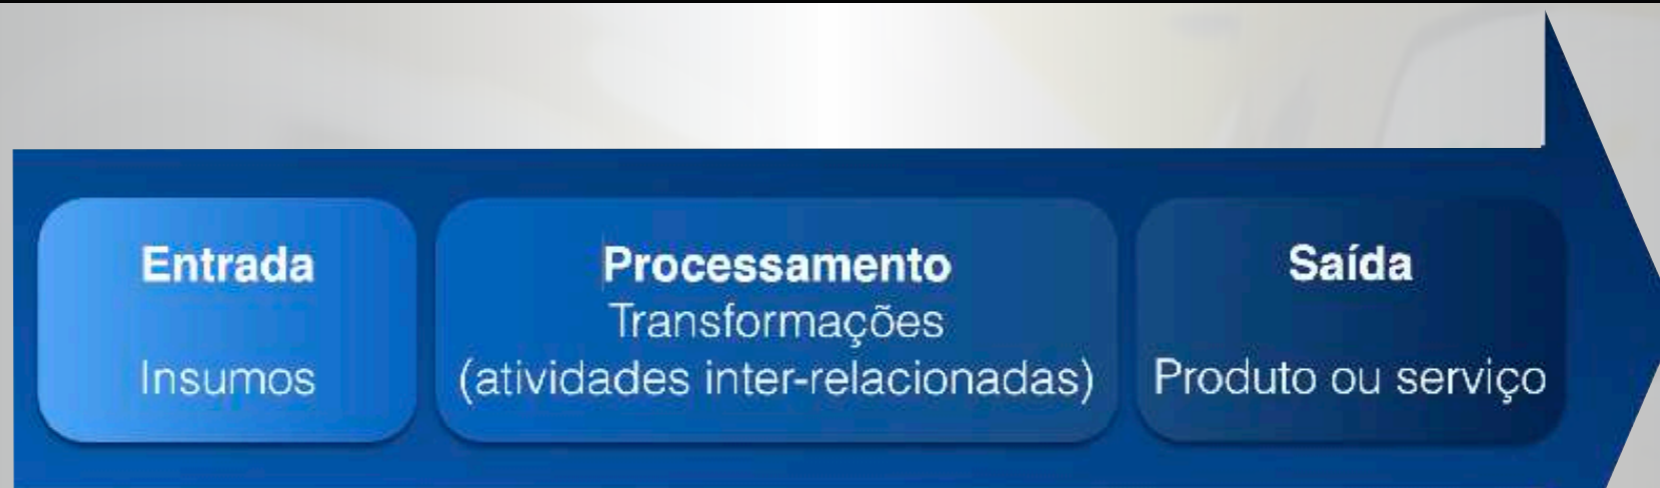 Entrada
Insumos
Processamento
Transformações
(atividades inter-relacionadas)
Saída
Produto ou serviço